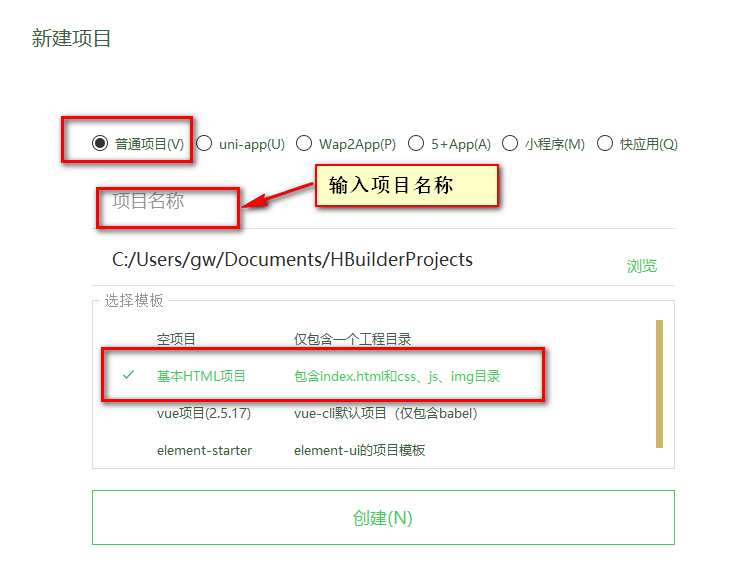 新建项目
普通项目(V) uni-app(U) Wap2App(P) 5+App(A) 小程序(M) 快应用(Q)
输入项目名称
项目名称
C:/Users/gw/Documents/HBuilderProjects 浏览
选择模板
空项目 仅包含一个工程目录
基本HTML项目 包含index.html和css、js、img目录
vue项目(2.5.17) vue-cli默认项目（仅包含babel）
element-starter element-ui的项目模板
创建(N)